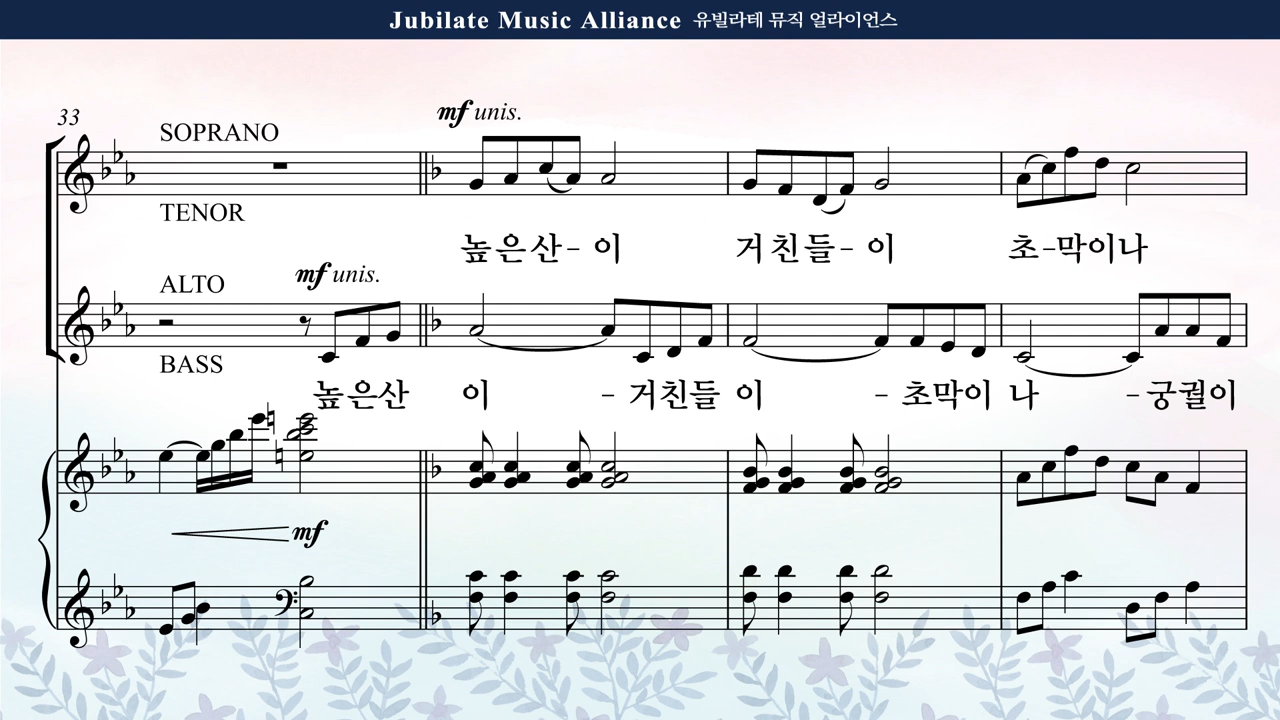 Jubilate Music Alliance 유빌라테 뮤직 얼라이언스
33
SOPRANO
mf unis.
TENOR
높은산-이 거친들-이 초-막이나
ALTO
mf unis.
BASS
높은산 이 -거친들 이 -초막이 나 -궁궐이
mf